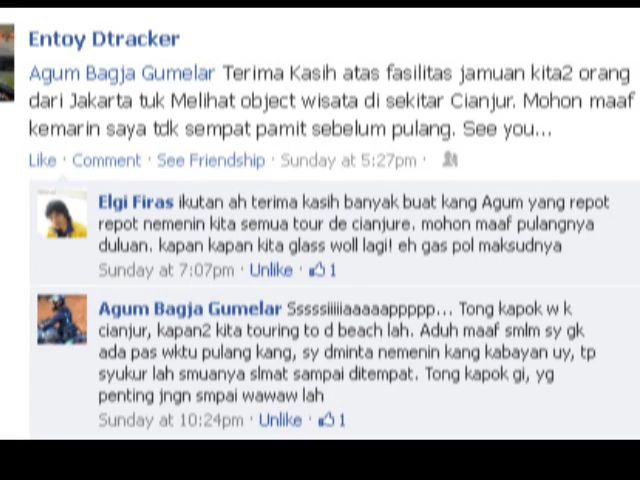 Entoy Dtracker
Agum Bagja Gumelar Terima Kasih atas fasilitas jamuan kita2 orang
dari Jakarta tuk Melihat object wisata di sekitar Cianjur. Mohon maaf
kemarin saya tdk sempat pamit sebelum pulang. See you...
Like · Comment · See Friendship · Sunday at 5:27pm ·
Elgi Firas ikutan ah terima kasih banyak buat kang Agum yang repot
repot nemenin kita semua tour de cianjure. mohon maaf pulangnya
duluan. kapan kapan kita glass woll lagi! eh gas pol maksudnya
Sunday at 7:07pm · Unlike · 1
Agum Bagja Gumelar Sssssiiiiiaaaaappppp... Tong kapok w k
cianjur, kapan2 kita touring to d beach lah. Aduh maaf smlm sy gk
ada pas wktu pulang kang, sy dminta nemenin kang kabayan uy, tp
syukur lah smuanya slmat sampai ditempat. Tong kapok gi, yg
penting jngn smpai wawaw lah
Sunday at 10:24pm · Unlike · 1